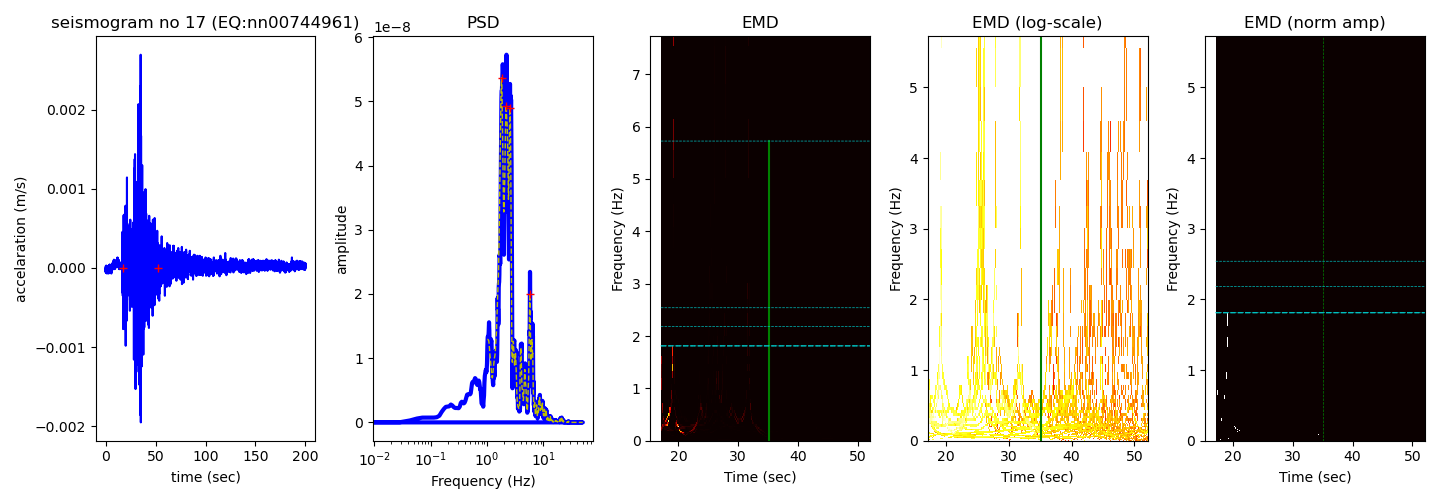 seismogram no 17 (EQ:nn00744961)
0.002
0.001
0.000
−0.001
−0.002
accelaration (m/s)
0 50 100 150 200
time (sec)
PSD
1e−8
6
5
4
3
2
1
0
amplitude
10⁻² 10⁻¹ 10⁰ 10¹
Frequency (Hz)
EMD
7
6
5
4
3
2
1
0
Frequency (Hz)
20 30 40 50
Time (sec)
EMD (log-scale)
5
4
3
2
1
0
Frequency (Hz)
20 30 40 50
Time (sec)
EMD (norm amp)
5
4
3
2
1
0
Frequency (Hz)
20 30 40 50
Time (sec)